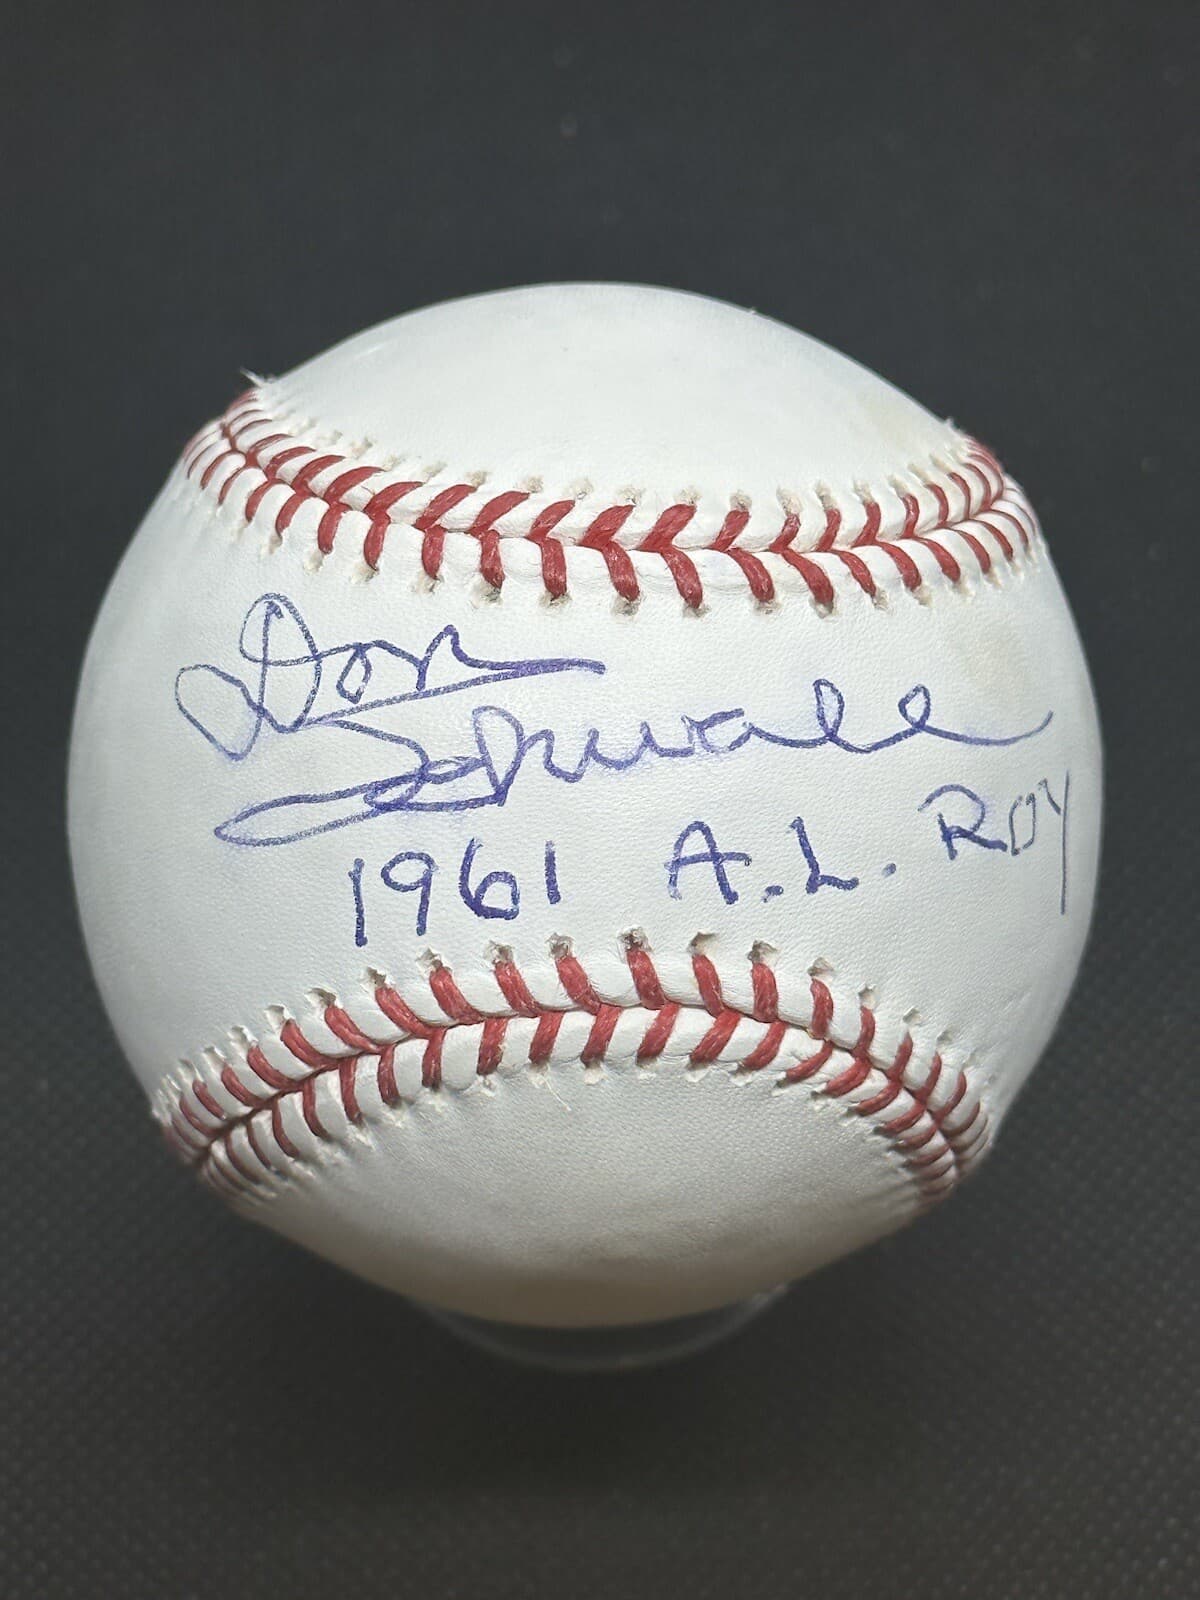 Don
Schwall
1961 A.L. ROY